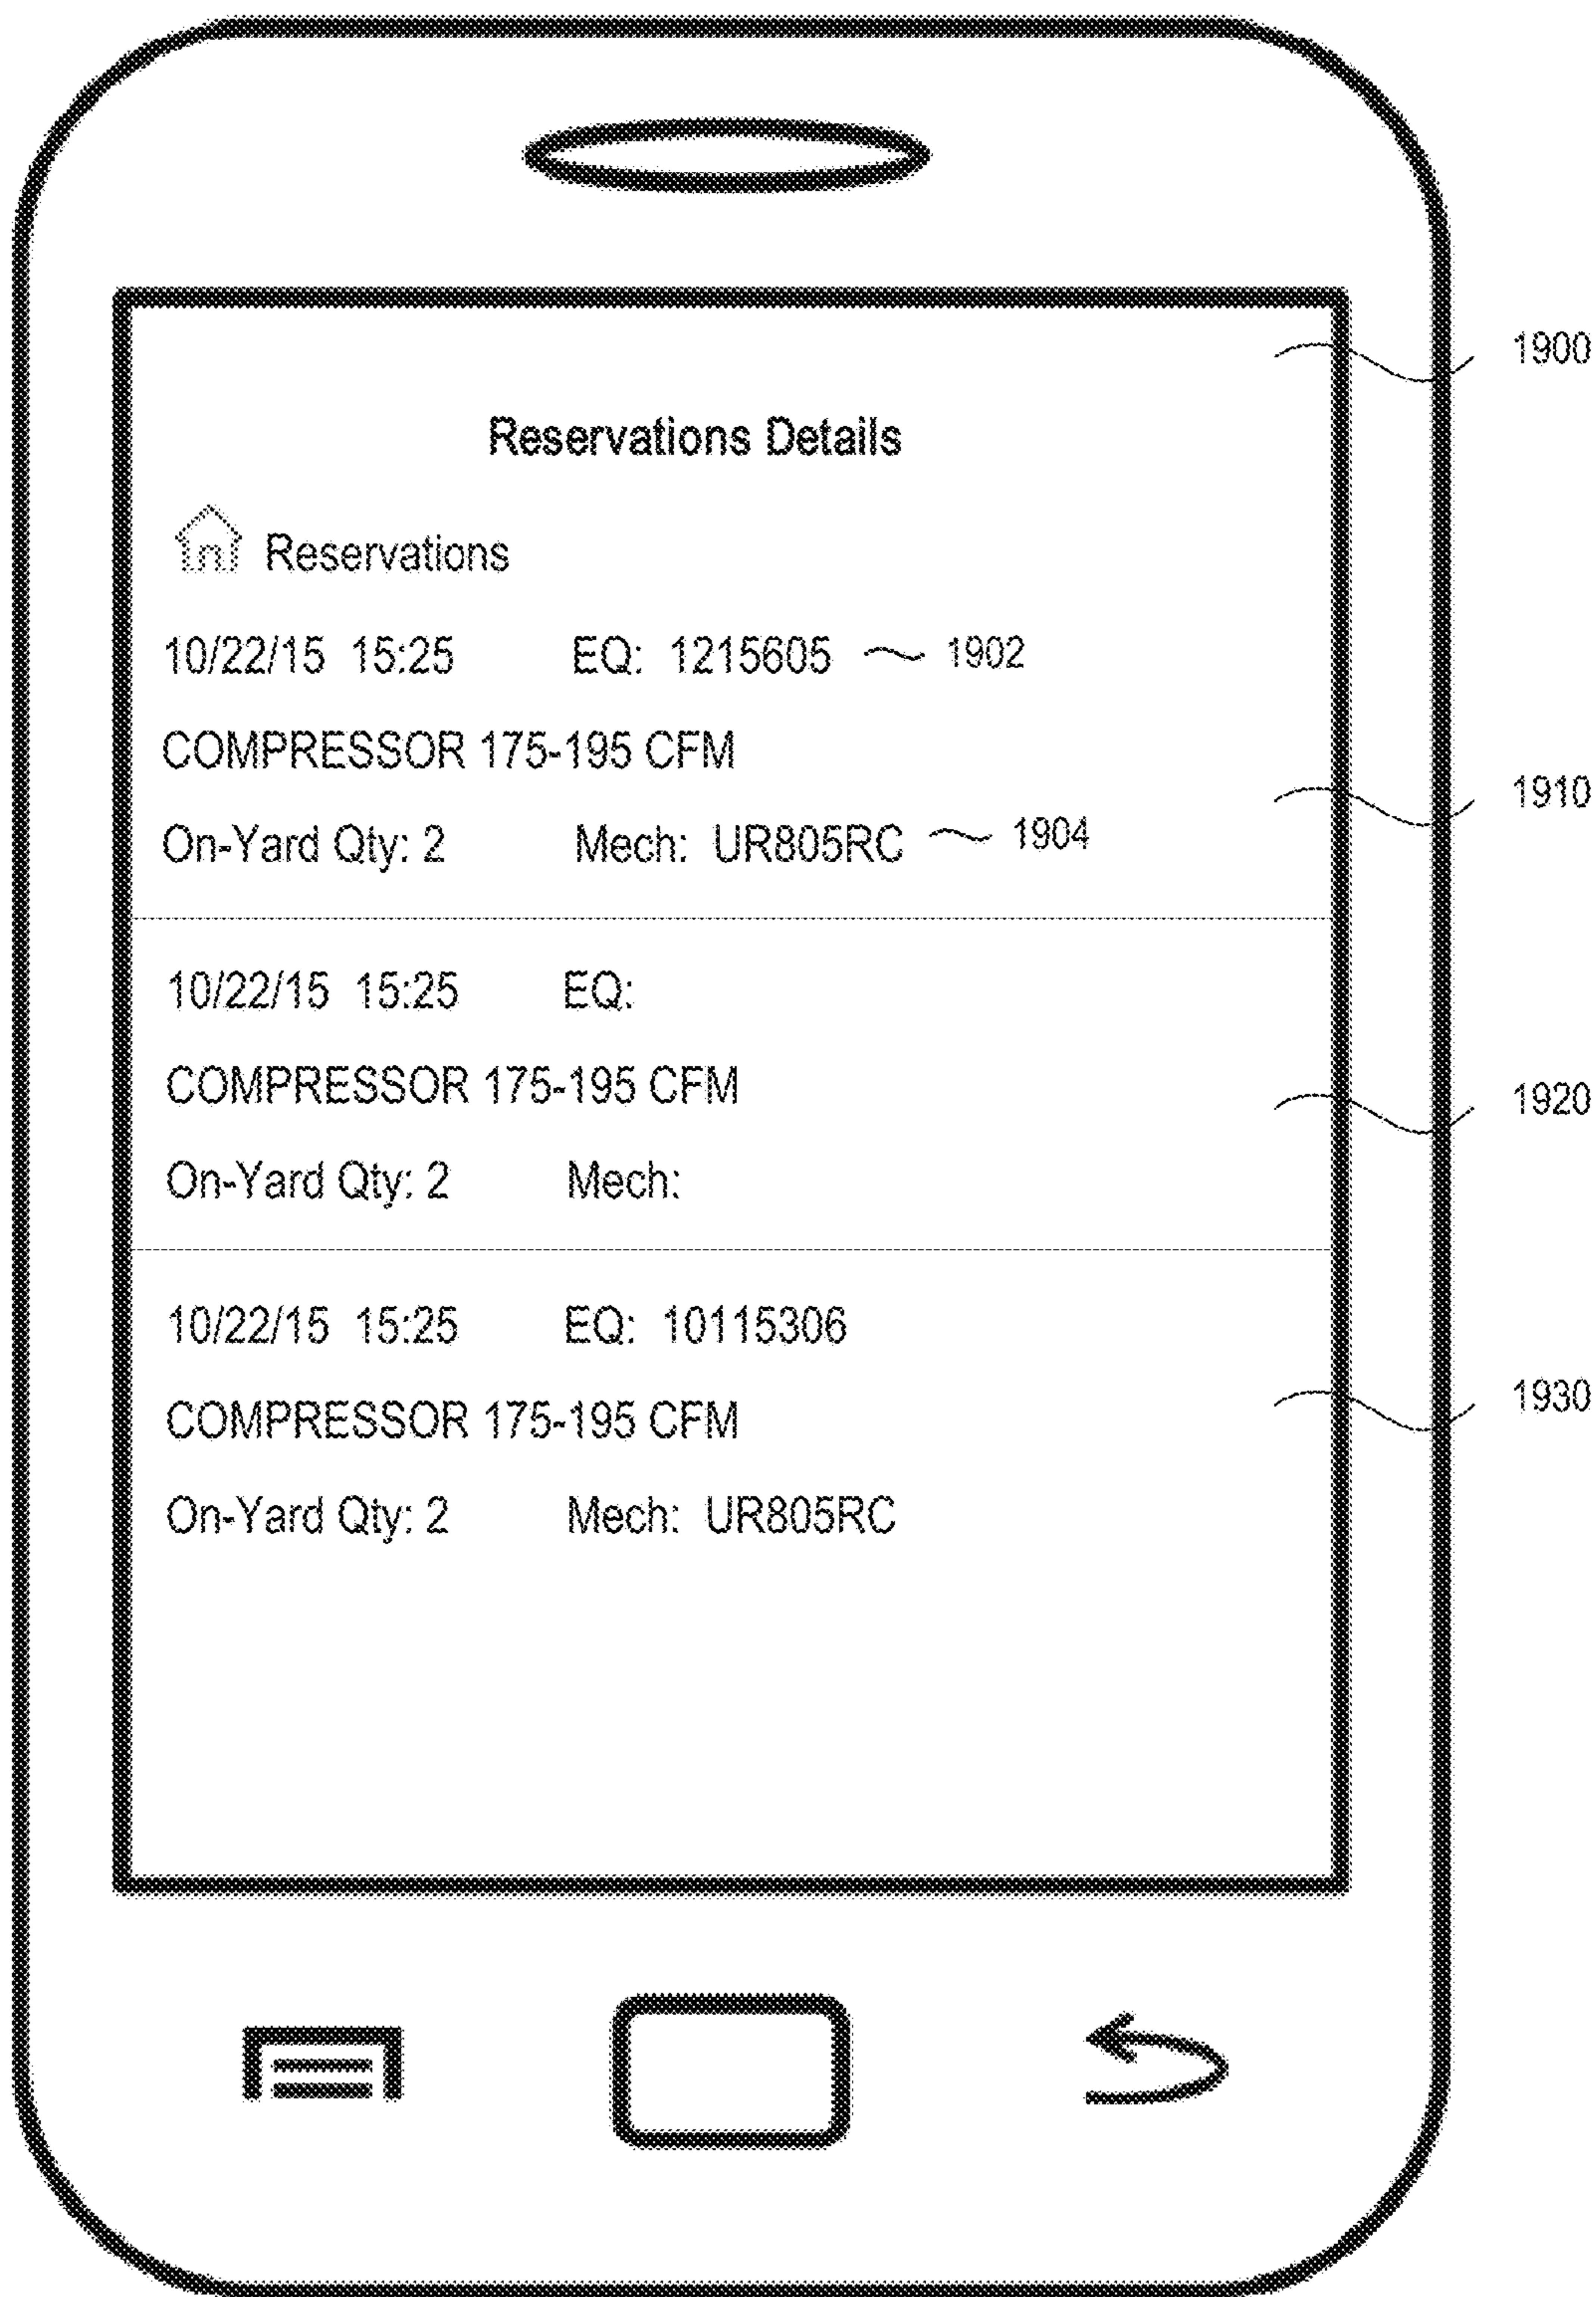 1900
Reservations Details
Reservations
10/22/15 15:25 EQ: 1215605 1902
COMPRESSOR 175-195 CFM
1910
On-Yard Qty: 2 Mech: UR805RC 1904
10/22/15 15:25 EQ:
COMPRESSOR 175-195 CFM
1920
On-Yard Qty: 2 Mech:
10/22/15 15:25 EQ: 10115306
1930
COMPRESSOR 175-195 CFM
On-Yard Qty: 2 Mech: UR805RC